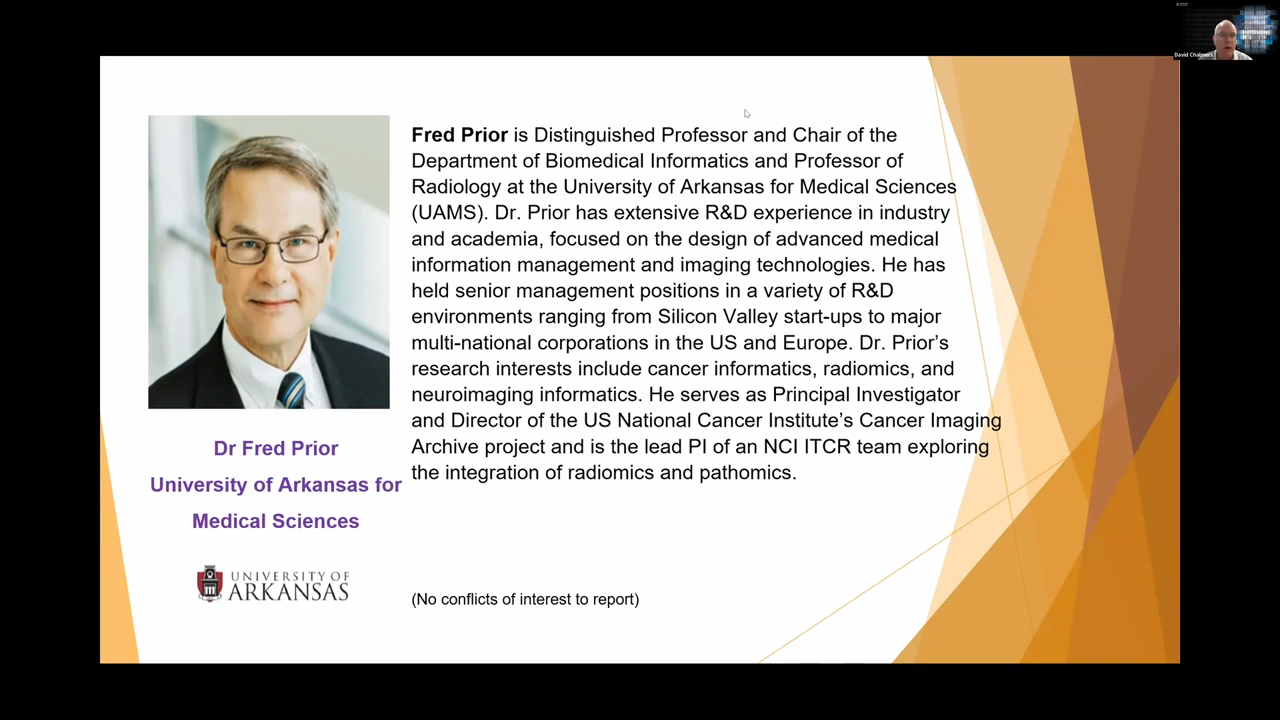 David Chalmers
Fred Prior is Distinguished Professor and Chair of the
Department of Biomedical Informatics and Professor of
Radiology at the University of Arkansas for Medical Sciences
(UAMS). Dr. Prior has extensive R&D experience in industry
and academia, focused on the design of advanced medical
information management and imaging technologies. He has
held senior management positions in a variety of R&D
environments ranging from Silicon Valley start-ups to major
multi-national corporations in the US and Europe. Dr. Prior’s
research interests include cancer informatics, radiomics, and
neuroimaging informatics. He serves as Principal Investigator
and Director of the US National Cancer Institute’s Cancer Imaging
Archive project and is the lead PI of an NCI ITCR team exploring
the integration of radiomics and pathomics.
Dr Fred Prior
University of Arkansas for
Medical Sciences
UNIVERSITY OF
ARKANSAS
(No conflicts of interest to report)